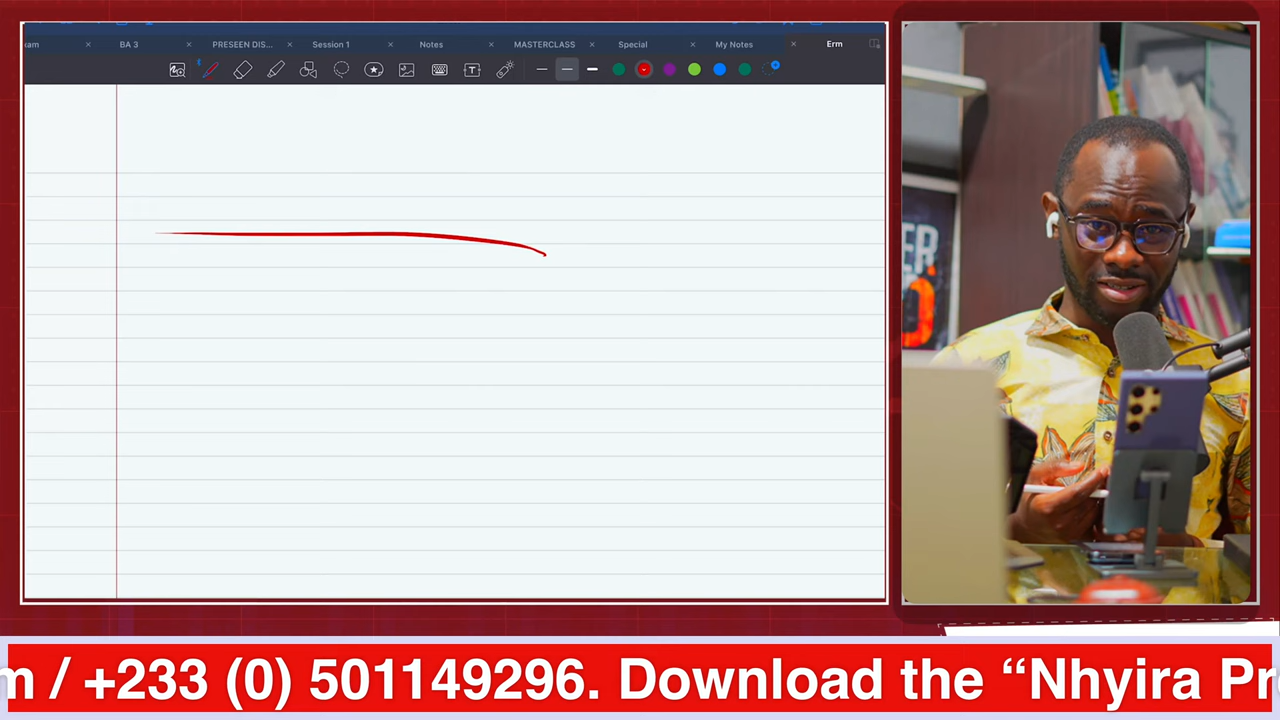 am
BA 3
PRESEEN DIS...
Session 1
Notes
MASTERCLASS
Special
My Notes
Erm
T
ER
m / +233 (0) 501149296. Download the “Nhyira Pr